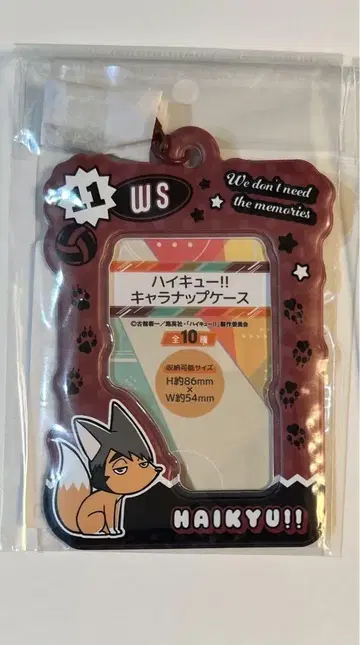 11
WS
We don't need
the memories
ハイキュー!!
キャラナップケース
©古舘春一/集英社・「ハイキュー!!」製作委員会
全10種
収納可能サイズ
H約86mm
×
W約54mm
HAIKYU!!